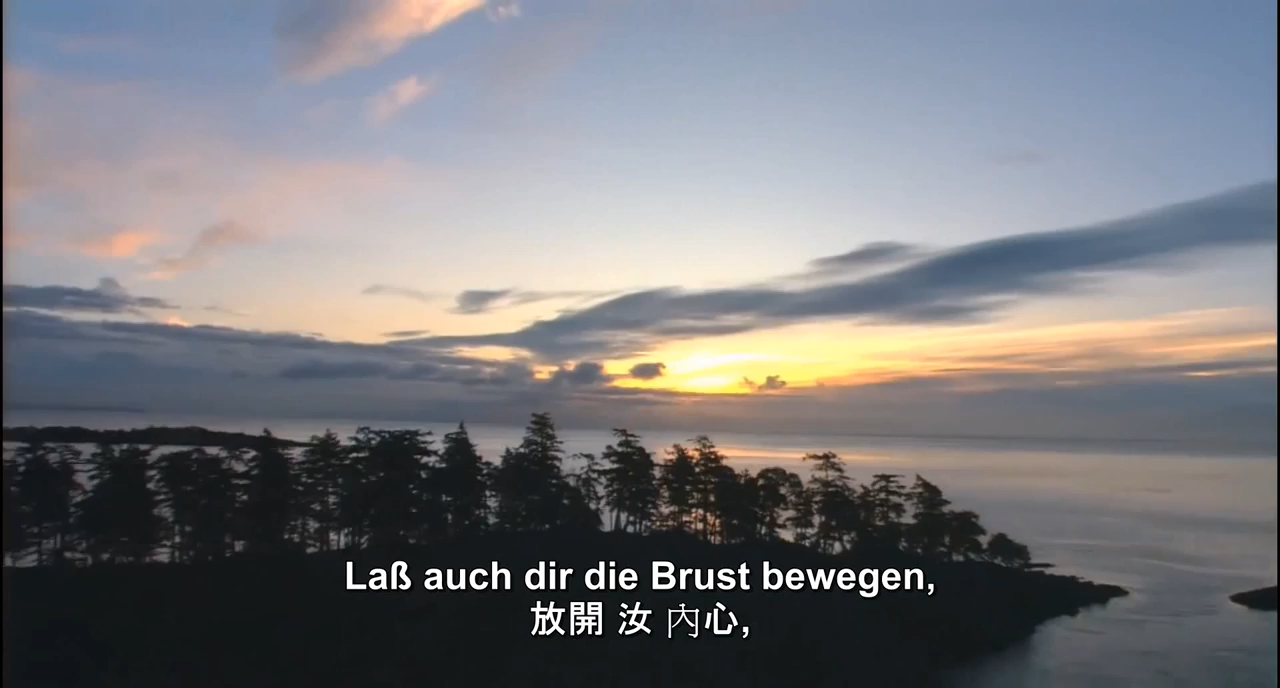 Laß auch dir die Brust bewegen,
放開 汝 內心,